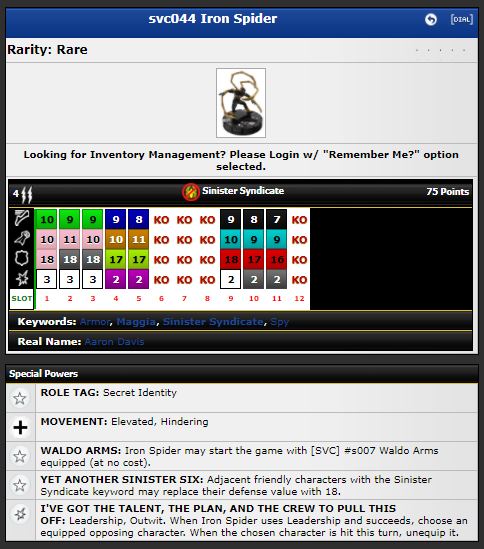 svc044 Iron Spider
[DIAL]
Rarity: Rare
. . . . .
Looking for Inventory Management? Please Login w/ "Remember Me?" option
selected.
4 Sinister Syndicate 75 Points
10 9 9 9 8 KO KO KO 9 8 7 KO
10 11 10 10 11 KO KO KO 10 9 9 KO
18 18 18 17 17 KO KO KO 18 17 16 KO
3 3 3 2 2 KO KO KO 2 2 2 KO
SLOT 1 2 3 4 5 6 7 8 9 10 11 12
Keywords: Armor, Maggia, Sinister Syndicate, Spy
Real Name: Aaron Davis
Special Powers
ROLE TAG: Secret Identity
MOVEMENT: Elevated, Hindering
WALDO ARMS: Iron Spider may start the game with [SVC] #s007 Waldo Arms
equipped (at no cost).
YET ANOTHER SINISTER SIX: Adjacent friendly characters with the Sinister
Syndicate keyword may replace their defense value with 18.
I'VE GOT THE TALENT, THE PLAN, AND THE CREW TO PULL THIS
OFF: Leadership, Outwit. When Iron Spider uses Leadership and succeeds, choose an
equipped opposing character. When the chosen character is hit this turn, unequip it.